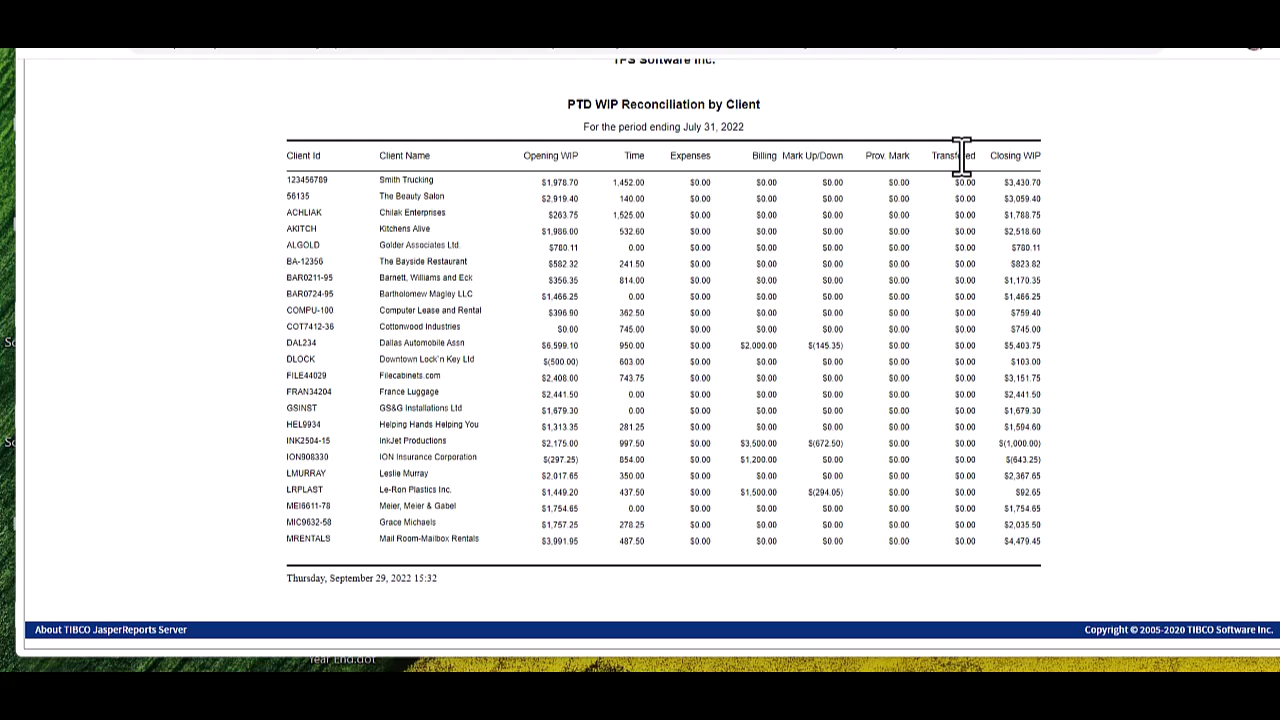 TPS Software Inc.
PTD WIP Reconciliation by Client
For the period ending July 31, 2022
Client Id Client Name Opening WIP Time Expenses Billing Mark Up/Down Prov. Mark Transferred Closing WIP
123456789 Smith Trucking $1,978.70 1,452.00 $0.00 $0.00 $0.00 $0.00 $0.00 $3,430.70
56135 The Beauty Salon $2,919.40 140.00 $0.00 $0.00 $0.00 $0.00 $0.00 $3,059.40
ACHLIAK Chilak Enterprises $263.75 1,525.00 $0.00 $0.00 $0.00 $0.00 $0.00 $1,788.75
AKITCH Kitchens Alive $1,986.00 532.60 $0.00 $0.00 $0.00 $0.00 $0.00 $2,518.60
ALGOLD Golder Associates Ltd. $780.11 0.00 $0.00 $0.00 $0.00 $0.00 $0.00 $780.11
BA-12356 The Bayside Restaurant $582.32 241.50 $0.00 $0.00 $0.00 $0.00 $0.00 $823.82
BAR0211-95 Barnett, Williams and Eck $356.35 814.00 $0.00 $0.00 $0.00 $0.00 $0.00 $1,170.35
BAR0724-95 Bartholomew Magley LLC $1,466.25 0.00 $0.00 $0.00 $0.00 $0.00 $0.00 $1,466.25
COMPU-100 Computer Lease and Rental $396.90 362.50 $0.00 $0.00 $0.00 $0.00 $0.00 $759.40
COT7412-36 Cottonwood Industries $0.00 745.00 $0.00 $0.00 $0.00 $0.00 $0.00 $745.00
DAL234 Dallas Automobile Assn $6,599.10 950.00 $0.00 $2,000.00 $(145.35) $0.00 $0.00 $5,403.75
DLOCK Downtown Lock'n Key Ltd $(500.00) 603.00 $0.00 $0.00 $0.00 $0.00 $0.00 $103.00
FILE44029 Filecabinets.com $2,408.00 743.75 $0.00 $0.00 $0.00 $0.00 $0.00 $3,151.75
FRAN34204 France Luggage $2,441.50 0.00 $0.00 $0.00 $0.00 $0.00 $0.00 $2,441.50
GSINST GS&G Installations Ltd $1,679.30 0.00 $0.00 $0.00 $0.00 $0.00 $0.00 $1,679.30
HEL9934 Helping Hands Helping You $1,313.35 281.25 $0.00 $0.00 $0.00 $0.00 $0.00 $1,594.60
INK2504-15 InkJet Productions $2,175.00 997.50 $0.00 $3,500.00 $(672.50) $0.00 $0.00 $(1,000.00)
ION908330 ION Insurance Corporation $(297.25) 854.00 $0.00 $1,200.00 $0.00 $0.00 $0.00 $(643.25)
LMURRAY Leslie Murray $2,017.65 350.00 $0.00 $0.00 $0.00 $0.00 $0.00 $2,367.65
LRPLAST Le-Ron Plastics Inc. $1,449.20 437.50 $0.00 $1,500.00 $(294.05) $0.00 $0.00 $92.65
MEI6611-78 Meier, Meier & Gabel $1,754.65 0.00 $0.00 $0.00 $0.00 $0.00 $0.00 $1,754.65
MIC9632-58 Grace Michaels $1,757.25 278.25 $0.00 $0.00 $0.00 $0.00 $0.00 $2,035.50
MRENTALS Mail Room-Mailbox Rentals $3,991.95 487.50 $0.00 $0.00 $0.00 $0.00 $0.00 $4,479.45
Thursday, September 29, 2022 15:32
About TIBCO JasperReports Server Copyright © 2005-2020 TIBCO Software Inc.
Year End.dot